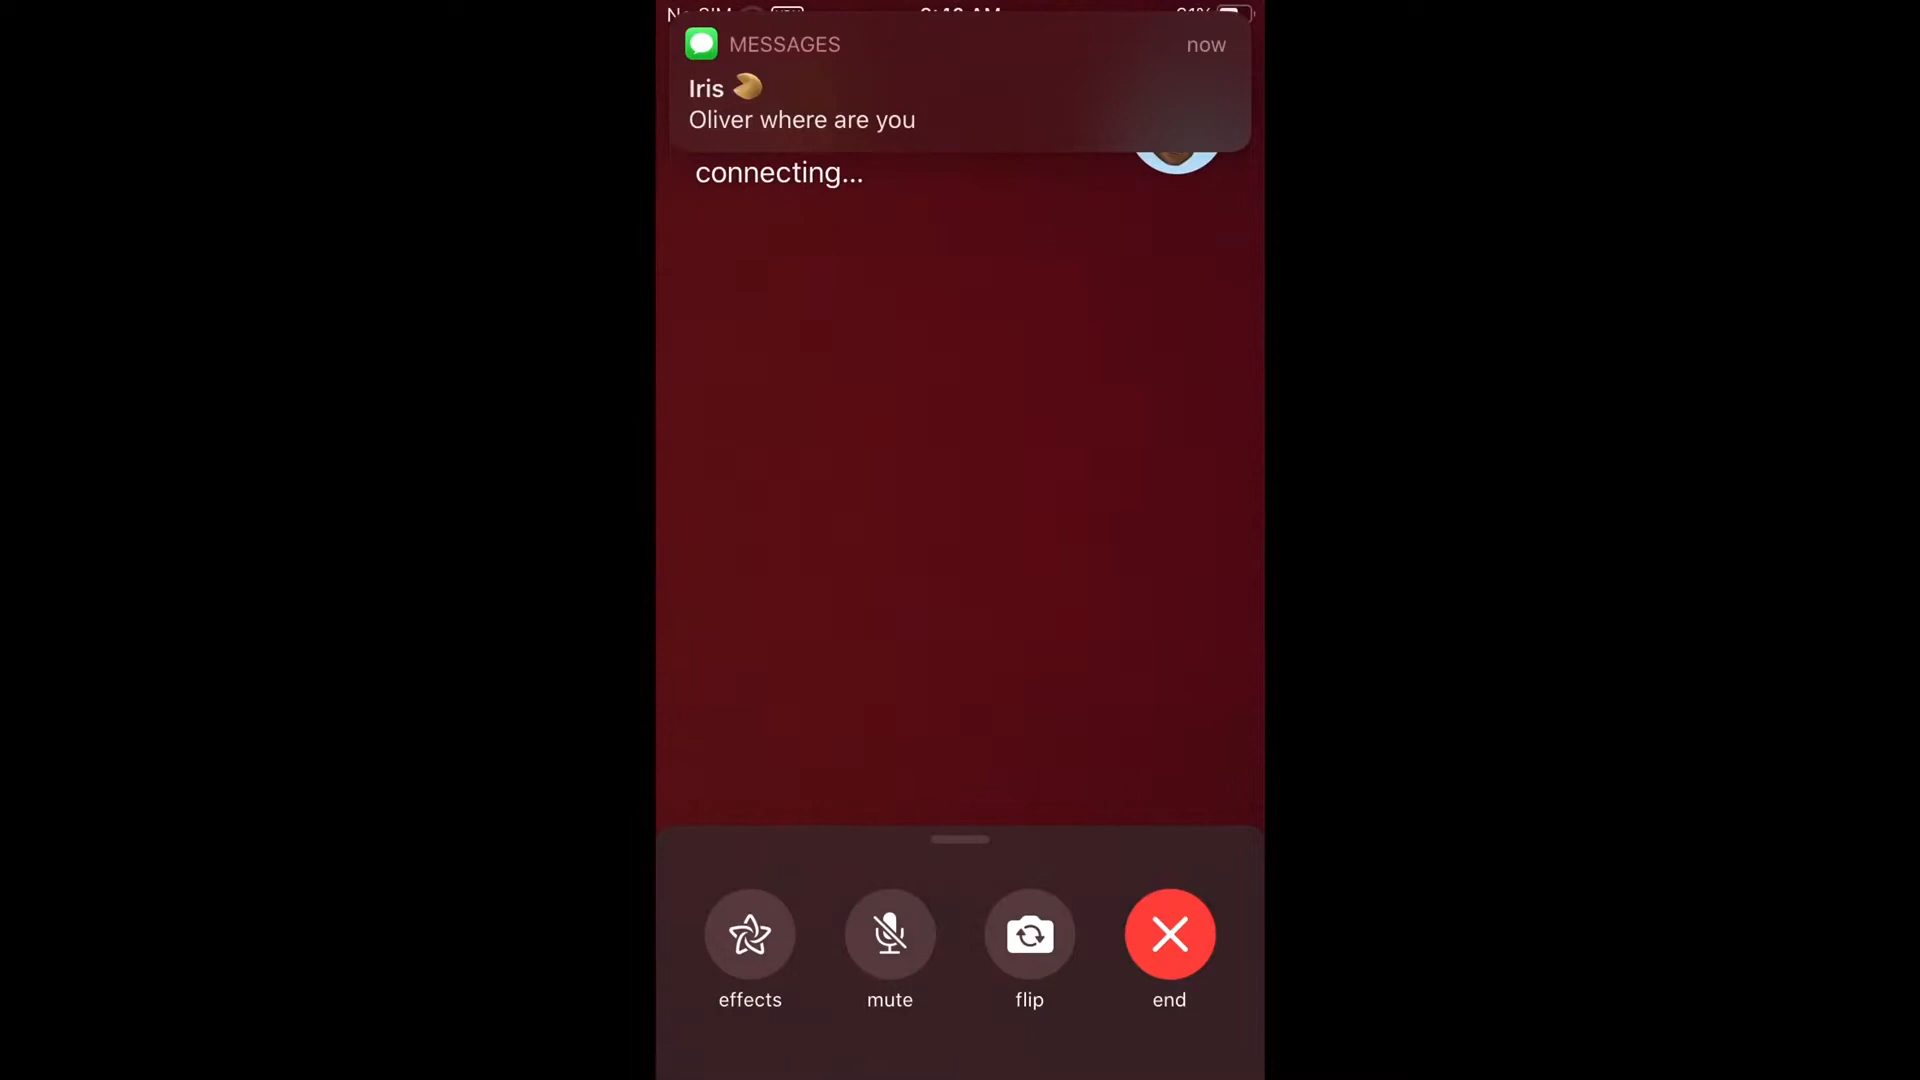 MESSAGES now
Iris
Oliver where are you
connecting...
effects mute flip end